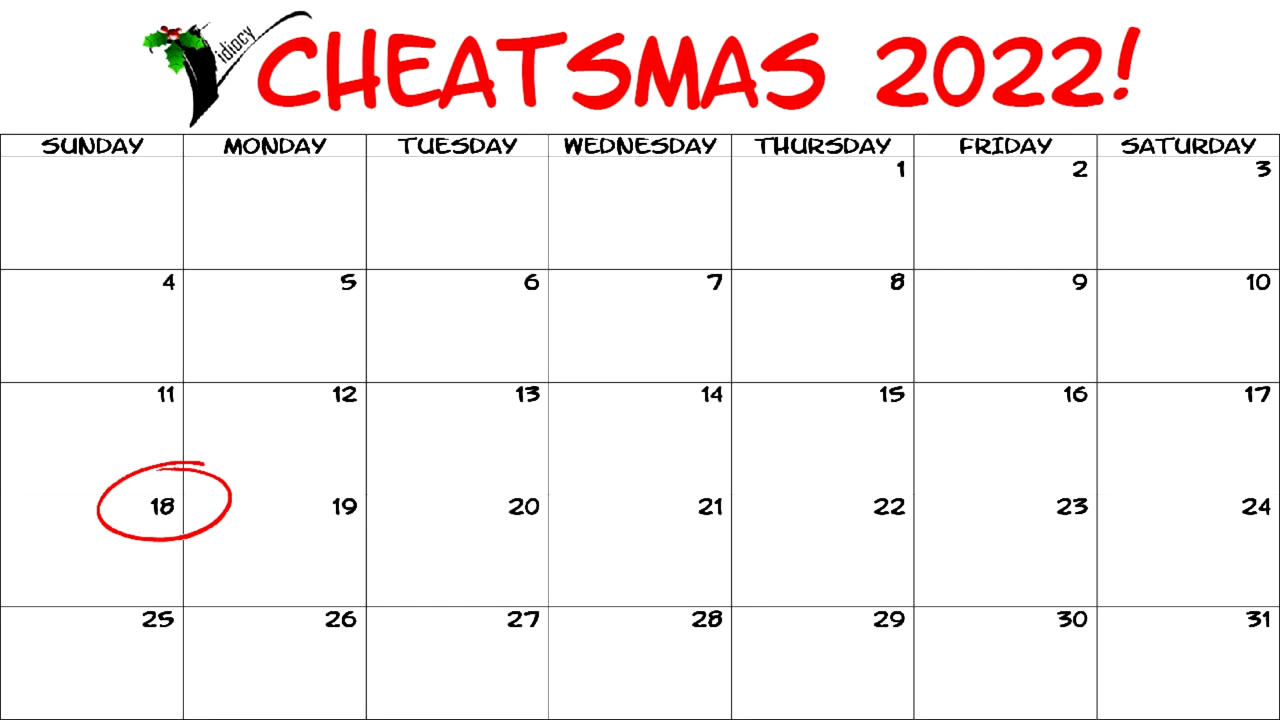 idiocy
CHEATSMAS 2022!
SUNDAY MONDAY TUESDAY WEDNESDAY THURSDAY FRIDAY SATURDAY
1 2 3
4 5 6 7 8 9 10
11 12 13 14 15 16 17
18 19 20 21 22 23 24
25 26 27 28 29 30 31